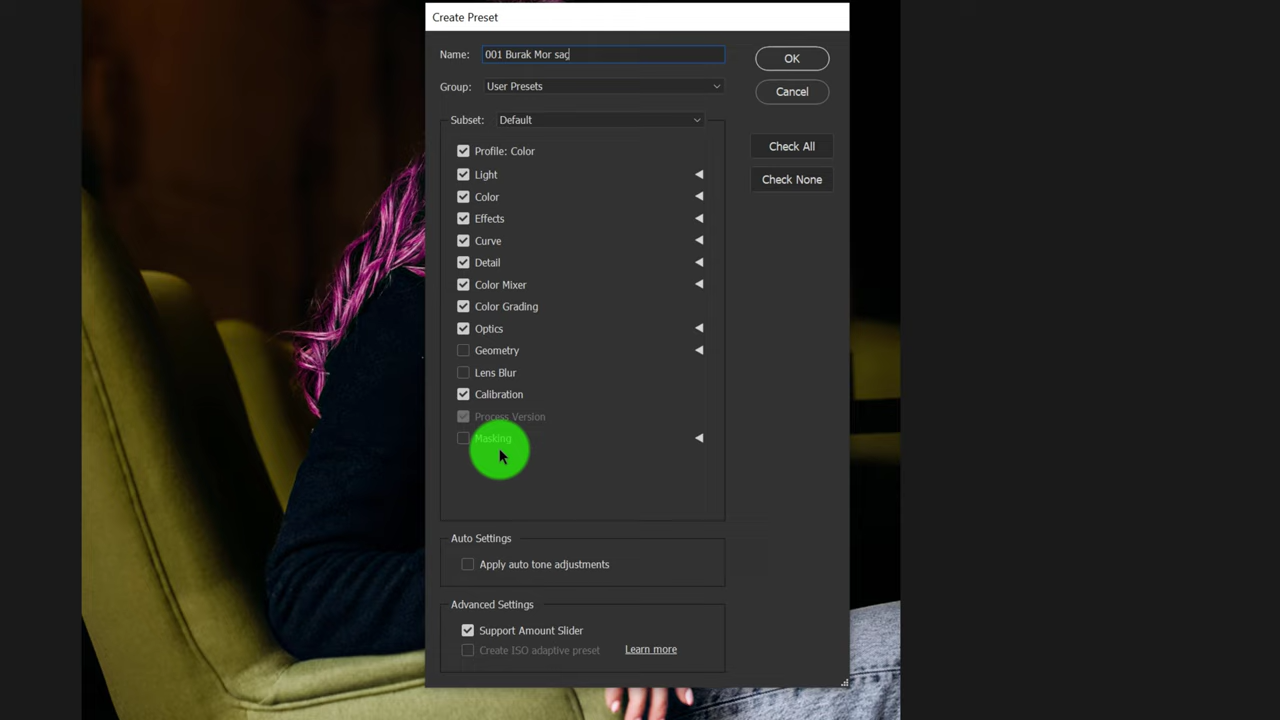 Create Preset
Name: 001 Burak Mor saç
OK
Group: User Presets
Cancel
Subset: Default
Profile: Color
Check All
Light
Check None
Color
Effects
Curve
Detail
Color Mixer
Color Grading
Optics
Geometry
Lens Blur
Calibration
Process Version
Masking
Auto Settings
Apply auto tone adjustments
Advanced Settings
Support Amount Slider
Create ISO adaptive preset Learn more